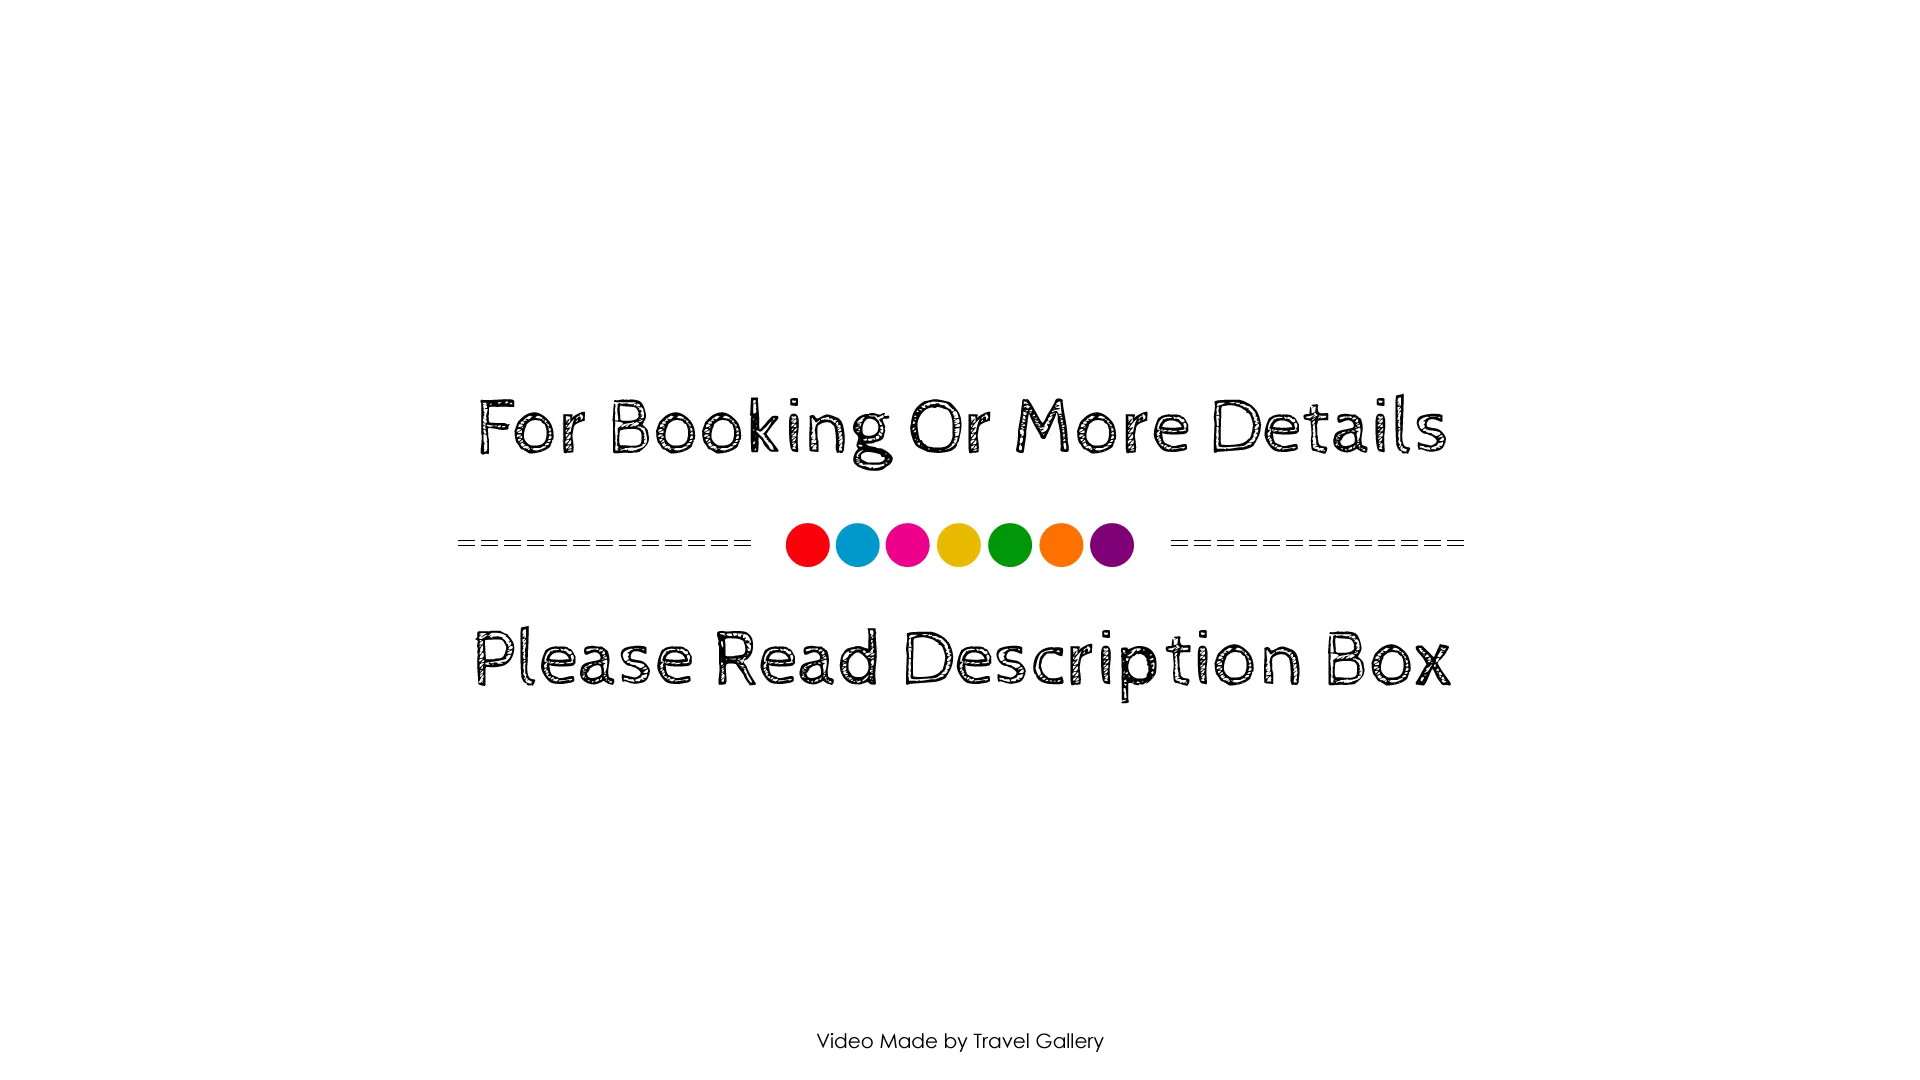 For Booking Or More Details
============= =============
Please Read Description Box
Video Made by Travel Gallery